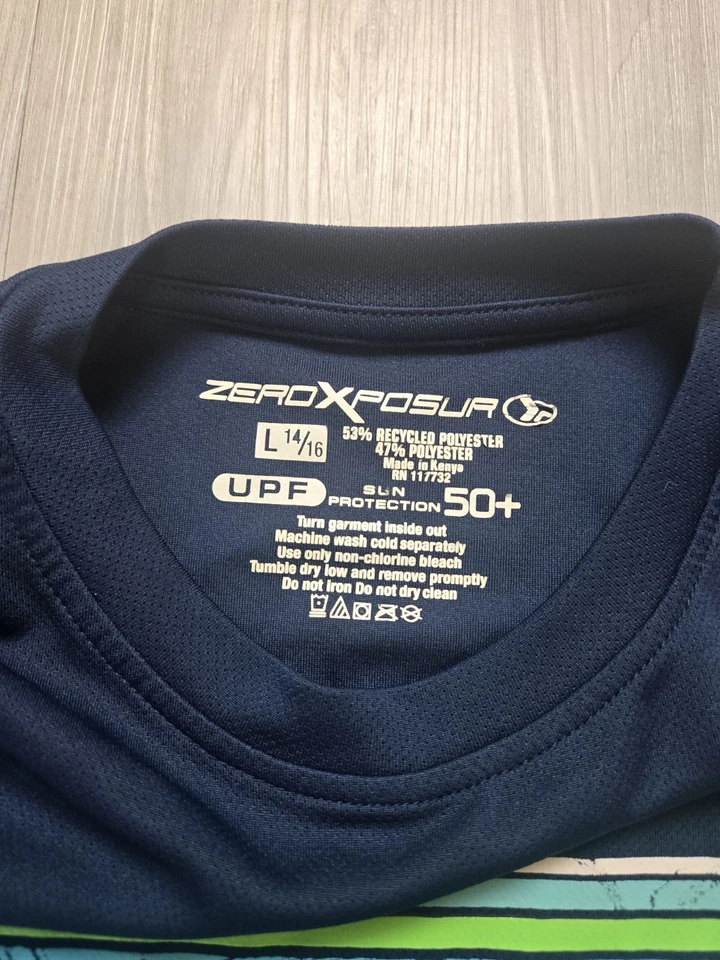 ZEROXPOSUR
L 14/16
53% RECYCLED POLYESTER
47% POLYESTER
Made in Kenya
RN 117732
UPF SUN PROTECTION 50+
Turn garment inside out
Machine wash cold separately
Use only non-chlorine bleach
Tumble dry low and remove promptly
Do not iron Do not dry clean